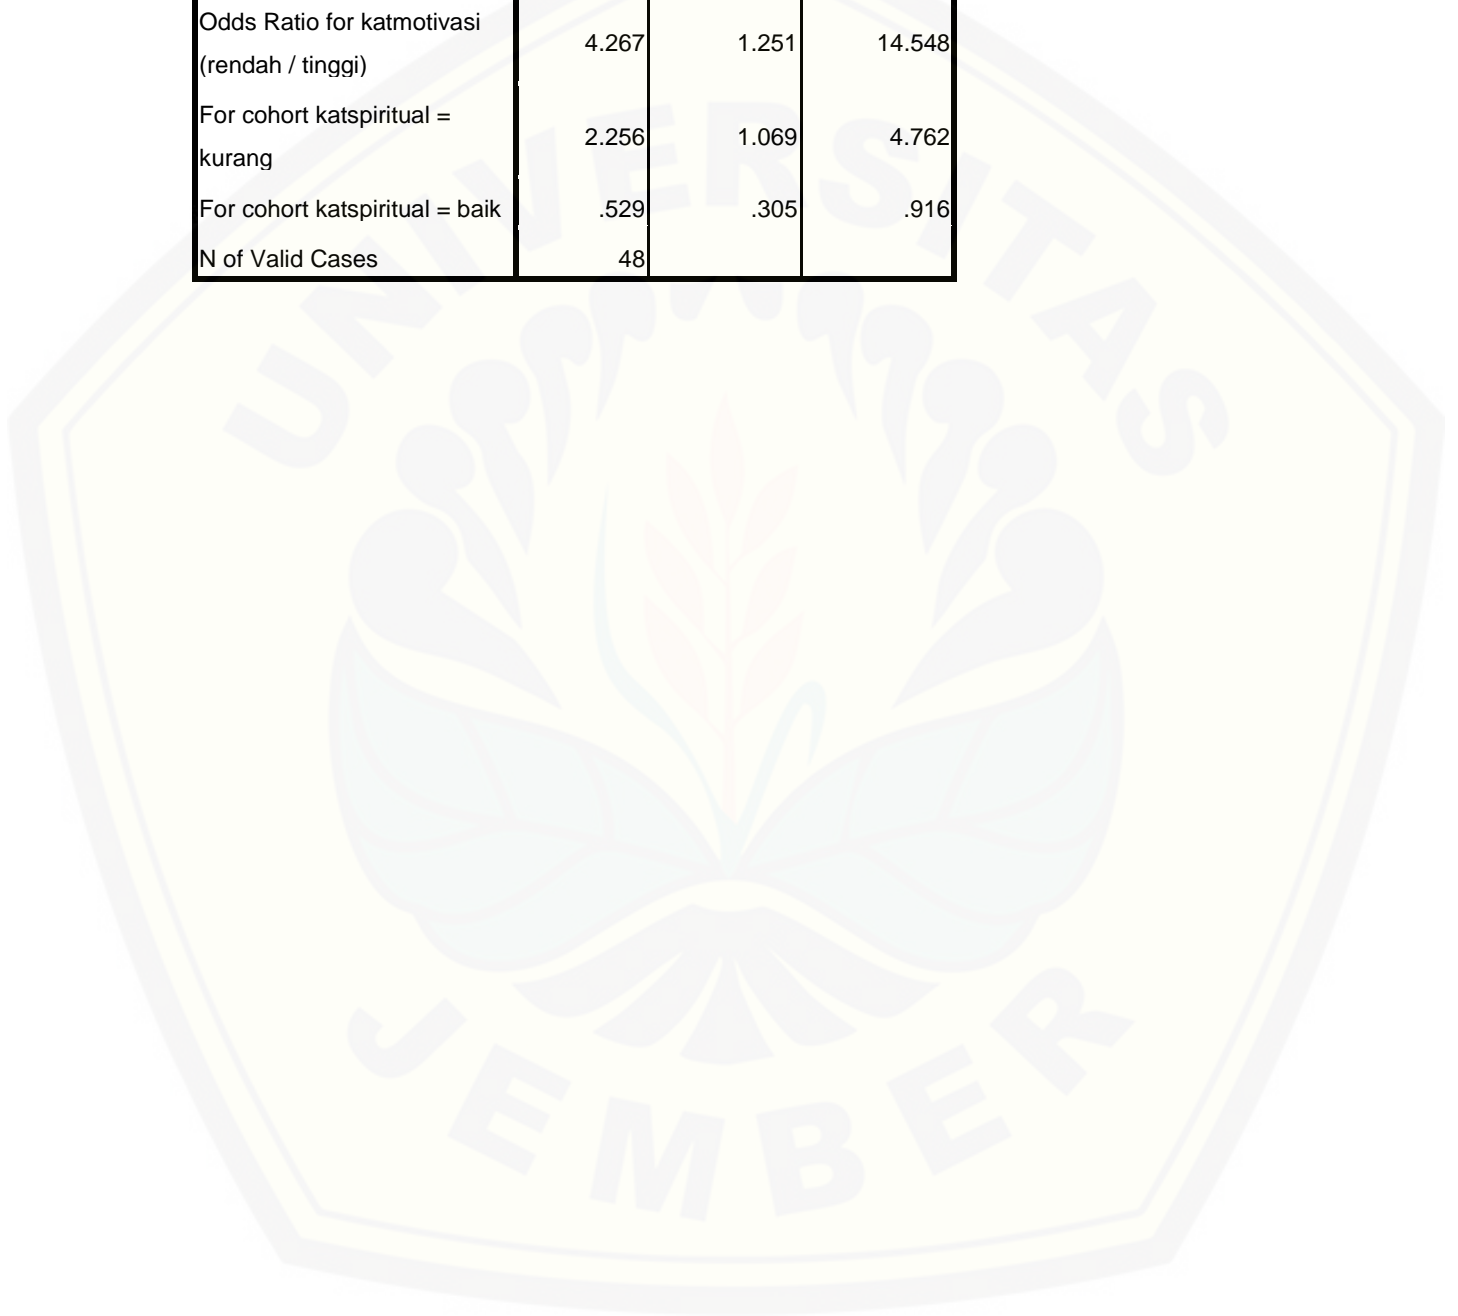 Odds Ratio for katmotivasi
(rendah / tinggi) 4.267 1.251 14.548
For cohort katspiritual =
kurang 2.256 1.069 4.762
For cohort katspiritual = baik .529 .305 .916
N of Valid Cases 48
UNIVERSITAS
JEMBER